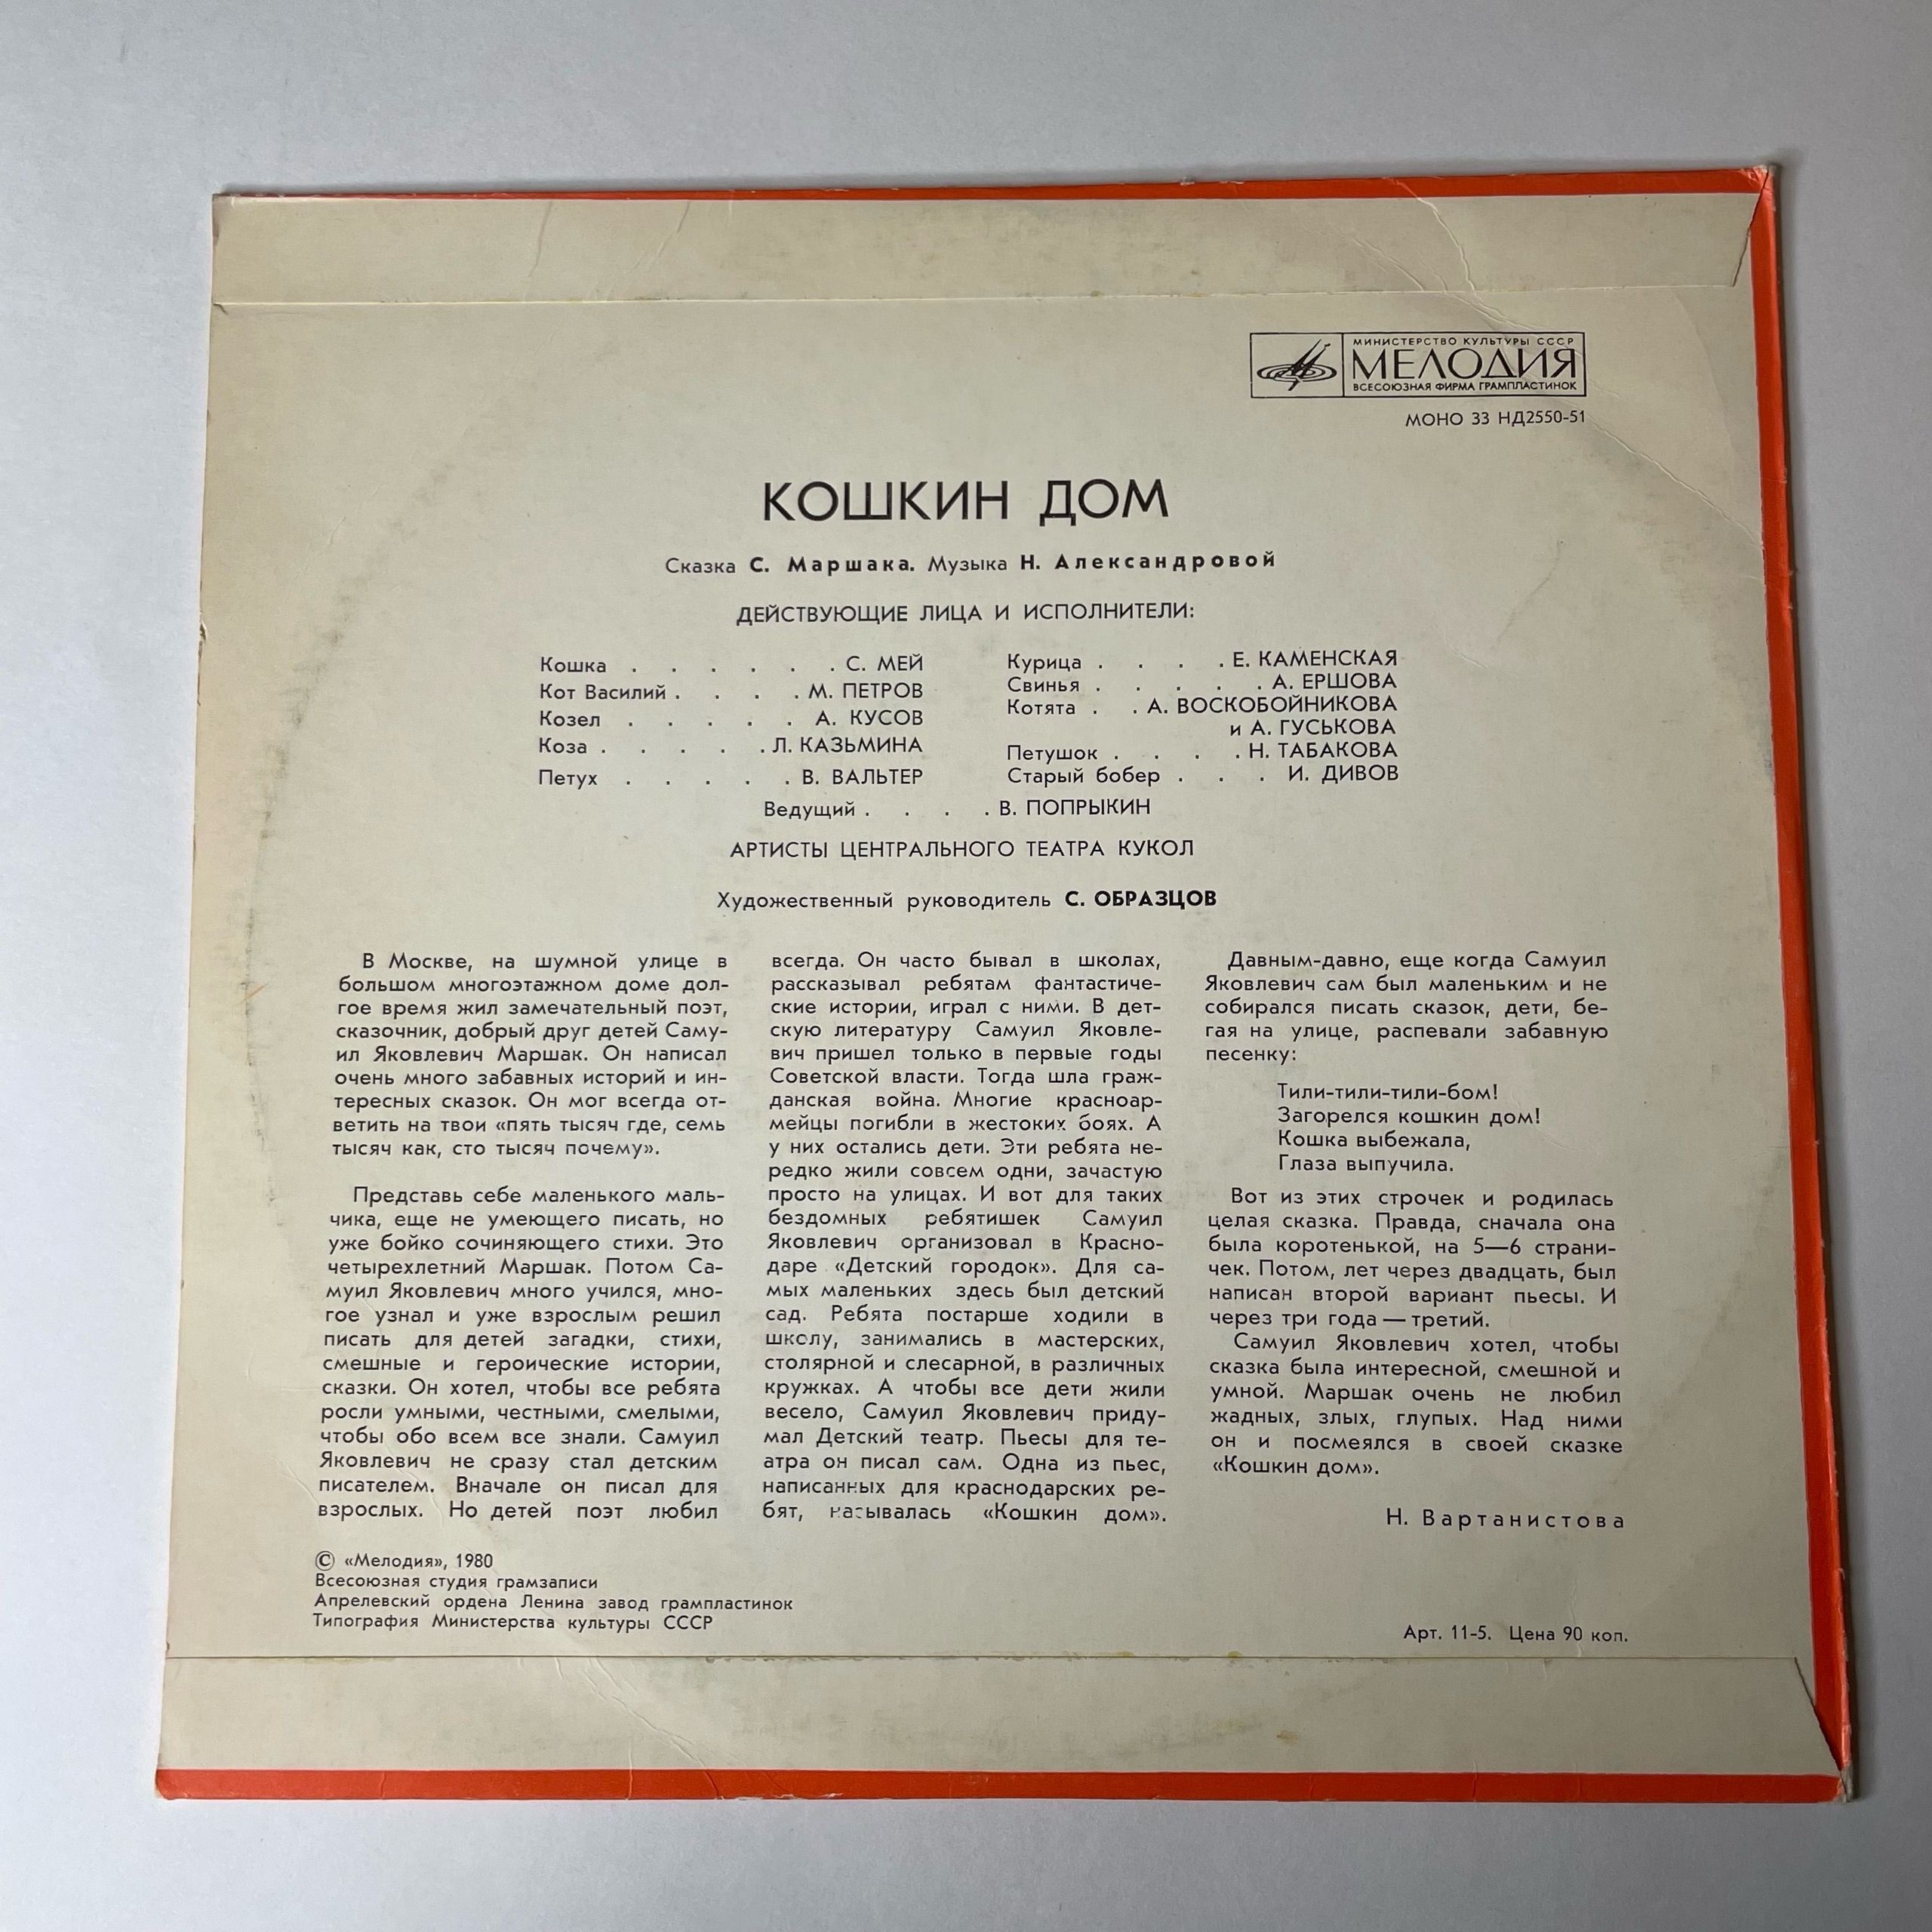 МИНИСТЕРСТВО КУЛЬТУРЫ СССР
МЕЛОДИЯ
ВСЕСОЮЗНАЯ ФИРМА ГРАМПЛАСТИНОК
МОНО 33 НД2550-51
КОШКИН ДОМ
Сказка С. Маршака. Музыка Н. Александровой
ДЕЙСТВУЮЩИЕ ЛИЦА И ИСПОЛНИТЕЛИ:
Кошка . . . . . . С. МЕЙ
Кот Василий . . . . М. ПЕТРОВ
Козел . . . . . А. КУСОВ
Коза . . . . . Л. КАЗЬМИНА
Петух . . . . . В. ВАЛЬТЕР
Курица . . . . Е. КАМЕНСКАЯ
Свинья . . . . . А. ЕРШОВА
Котята . . А. ВОСКОБОЙНИКОВА
и А. ГУСЬКОВА
Петушок . . . . Н. ТАБАКОВА
Старый бобер . . . И. ДИВОВ
Ведущий . . . . В. ПОПРЫКИН
АРТИСТЫ ЦЕНТРАЛЬНОГО ТЕАТРА КУКОЛ
Художественный руководитель С. ОБРАЗЦОВ
В Москве, на шумной улице в
большом многоэтажном доме дол-
гое время жил замечательный поэт,
сказочник, добрый друг детей Саму-
ил Яковлевич Маршак. Он написал
очень много забавных историй и ин-
тересных сказок. Он мог всегда от-
ветить на твои «пять тысяч где, семь
тысяч как, сто тысяч почему».
Представь себе маленького маль-
чика, еще не умеющего писать, но
уже бойко сочиняющего стихи. Это
четырехлетний Маршак. Потом Са-
муил Яковлевич много учился, мно-
гое узнал и уже взрослым решил
писать для детей загадки, стихи,
смешные и героические истории,
сказки. Он хотел, чтобы все ребята
росли умными, честными, смелыми,
чтобы обо всем все знали. Самуил
Яковлевич не сразу стал детским
писателем. Вначале он писал для
взрослых. Но детей поэт любил
всегда. Он часто бывал в школах,
рассказывал ребятам фантастиче-
ские истории, играл с ними. В дет-
скую литературу Самуил Яковле-
вич пришел только в первые годы
Советской власти. Тогда шла граж-
данская война. Многие красноар-
мейцы погибли в жестоких боях. А
у них остались дети. Эти ребята не-
редко жили совсем одни, зачастую
просто на улицах. И вот для таких
бездомных ребятишек Самуил
Яковлевич организовал в Красно-
даре «Детский городок». Для са-
мых маленьких здесь был детский
сад. Ребята постарше ходили в
школу, занимались в мастерских,
столярной и слесарной, в различных
кружках. А чтобы все дети жили
весело, Самуил Яковлевич приду-
мал Детский театр. Пьесы для те-
атра он писал сам. Одна из пьес,
написанных для краснодарских ре-
бят, называлась «Кошкин дом».
Давным-давно, еще когда Самуил
Яковлевич сам был маленьким и не
собирался писать сказок, дети, бе-
гая на улице, распевали забавную
песенку:
Тили-тили-тили-бом!
Загорелся кошкин дом!
Кошка выбежала,
Глаза выпучила.
Вот из этих строчек и родилась
целая сказка. Правда, сначала она
была коротенькой, на 5—6 страни-
чек. Потом, лет через двадцать, был
написан второй вариант пьесы. И
через три года — третий.
Самуил Яковлевич хотел, чтобы
сказка была интересной, смешной и
умной. Маршак очень не любил
жадных, злых, глупых. Над ними
он и посмеялся в своей сказке
«Кошкин дом».
Н. Вартанистова
© «Мелодия», 1980
Всесоюзная студия грамзаписи
Апрелевский ордена Ленина завод грампластинок
Типография Министерства культуры СССР
Арт. 11-5. Цена 90 коп.